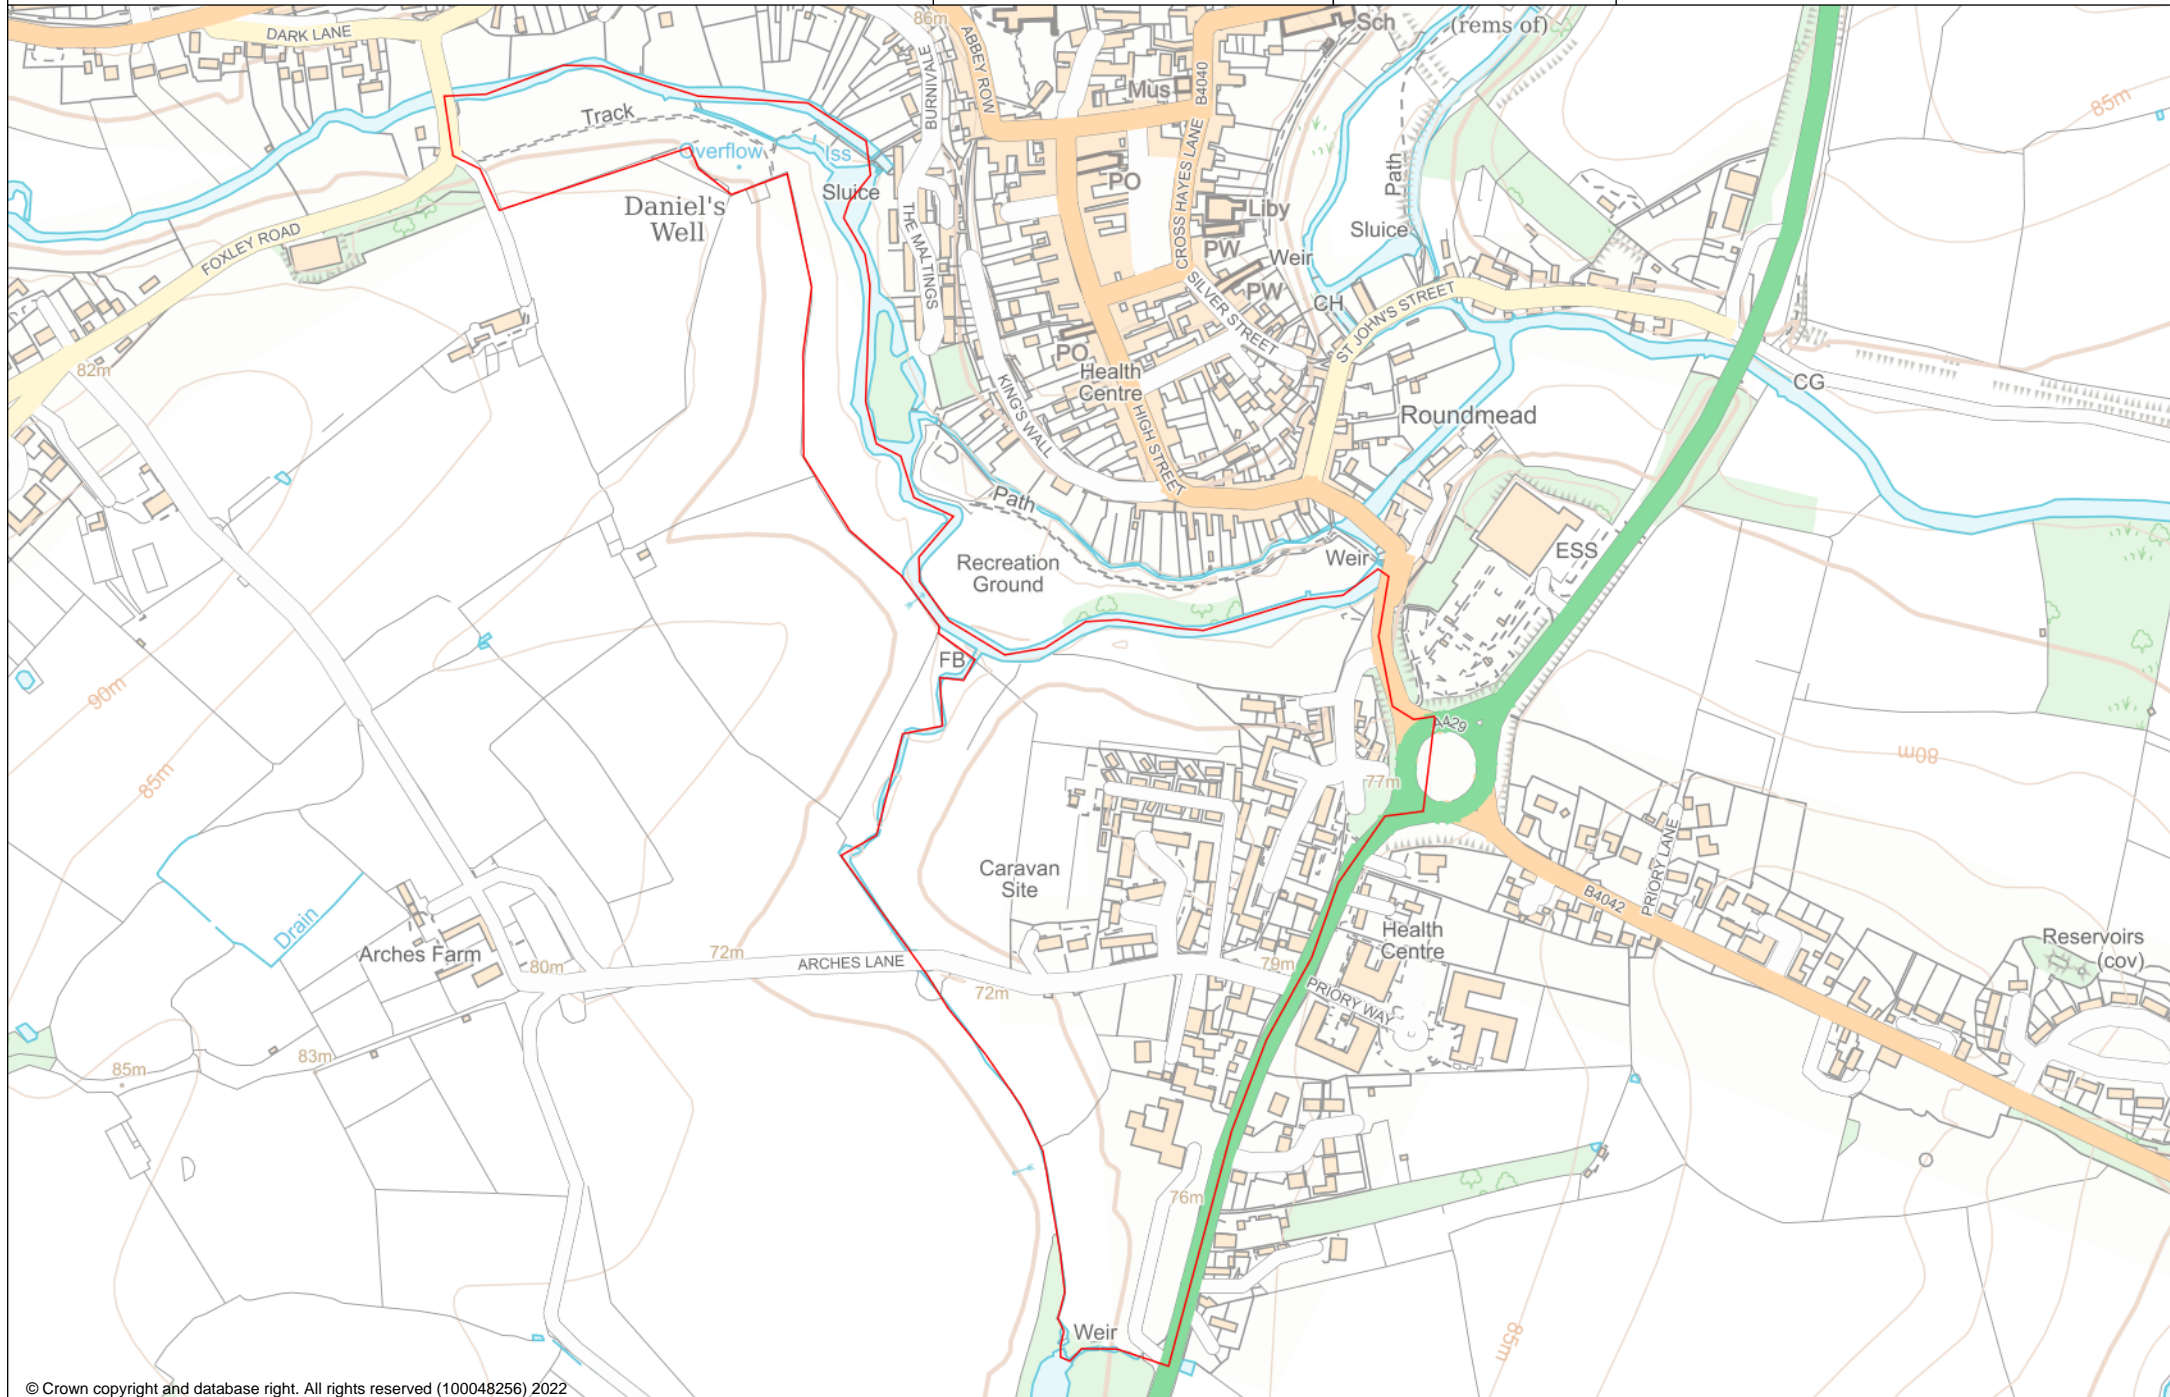 86m
Sch
(rems of)
DARK LANE
ABBEY ROW
BURNIVALE
B4040
Mus
85m
Track
Overflow
Iss
Sluice
PO
CROSS HAYES LANE
Path
Daniel's
Well
Liby
Sluice
PW
Weir
FOXLEY ROAD
THE MALTINGS
PW
SILVER STREET
CH
ST JOHN'S STREET
PO
Health
Centre
82m
CG
KING'S WALL
HIGH STREET
Roundmead
Path
Weir
ESS
Recreation
Ground
FB
90m
A429
80m
85m
77m
Caravan
Site
PRIORY LANE
B4042
Drain
Arches Farm
80m
72m
ARCHES LANE
72m
79m
Health
Centre
PRIORY WAY
Reservoirs
(cov)
83m
85m
76m
Weir
85m
© Crown copyright and database right. All rights reserved (100048256) 2022